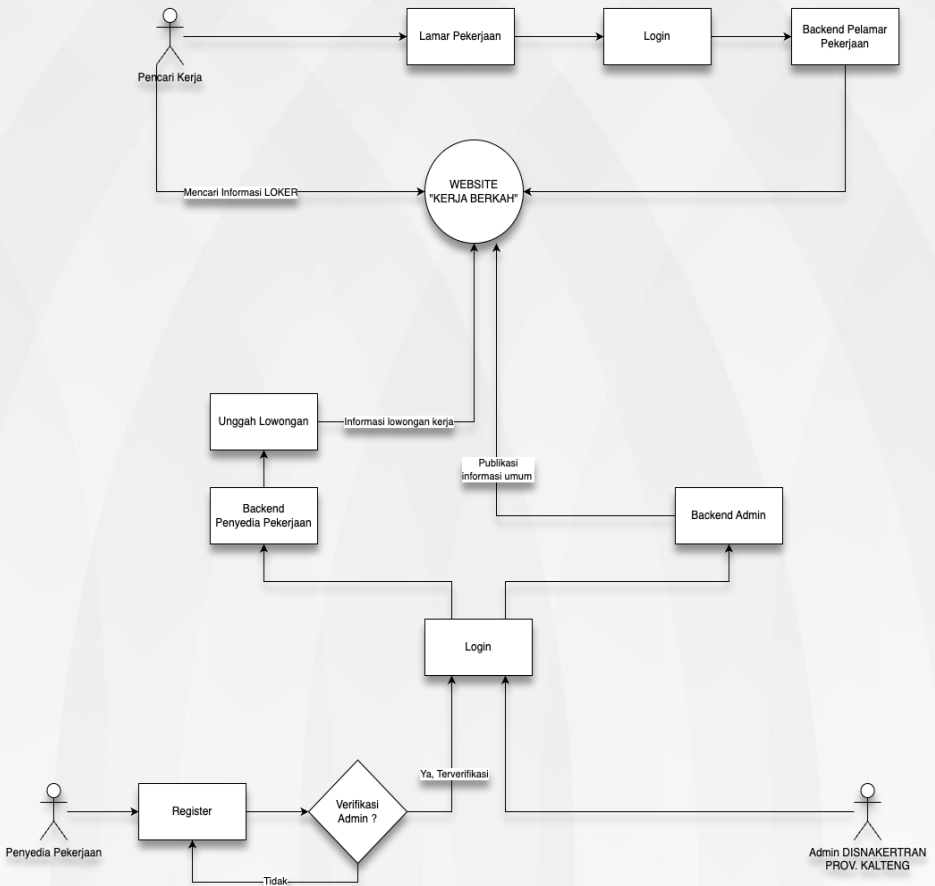 Lamar Pekerjaan
Login
Backend Pelamar
Pekerjaan
Pencari Kerja
WEBSITE
"KERJA BERKAH"
Mencari Informasi LOKER
Unggah Lowongan
Informasi lowongan kerja
Publikasi
informasi umum
Backend
Penyedia Pekerjaan
Backend Admin
Login
Ya, Terverifikasi
Register
Verifikasi
Admin ?
Penyedia Pekerjaan
Admin DISNAKERTRAN
PROV. KALTENG
Tidak